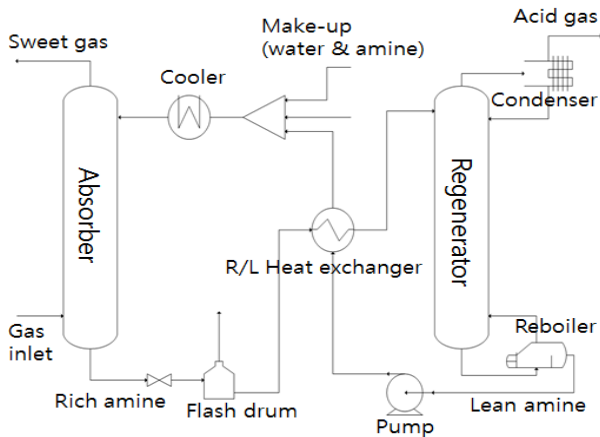 Sweet gas
Make-up
(water & amine)
Acid gas
Cooler
Condenser
Absorber
Regenerator
R/L Heat exchanger
Gas
inlet
Reboiler
Rich amine
Flash drum
Pump
Lean amine